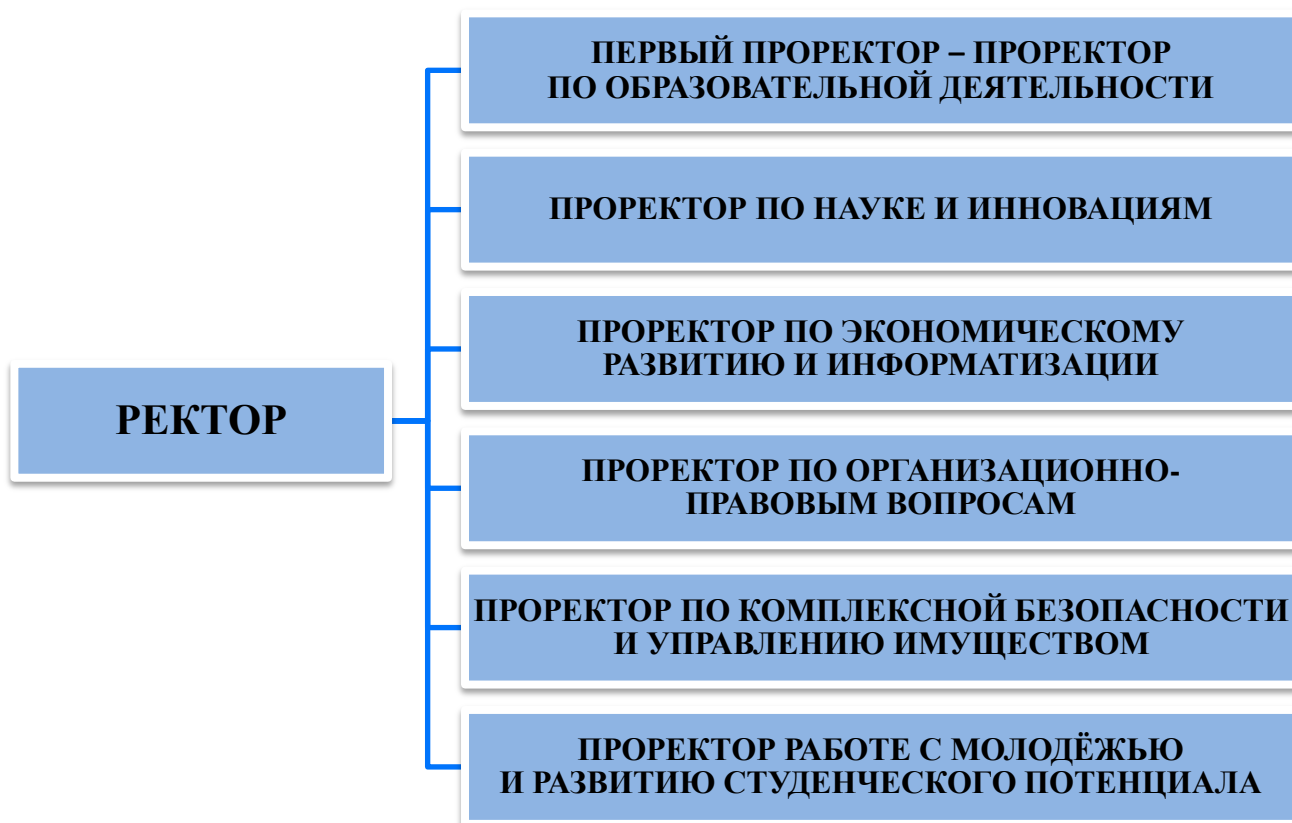 ПЕРВЫЙ ПРОРЕКТОР – ПРОРЕКТОР
ПО ОБРАЗОВАТЕЛЬНОЙ ДЕЯТЕЛЬНОСТИ
ПРОРЕКТОР ПО НАУКЕ И ИННОВАЦИЯМ
ПРОРЕКТОР ПО ЭКОНОМИЧЕСКОМУ
РАЗВИТИЮ И ИНФОРМАТИЗАЦИИ
РЕКТОР
ПРОРЕКТОР ПО ОРГАНИЗАЦИОННО-
ПРАВОВЫМ ВОПРОСАМ
ПРОРЕКТОР ПО КОМПЛЕКСНОЙ БЕЗОПАСНОСТИ
И УПРАВЛЕНИЮ ИМУЩЕСТВОМ
ПРОРЕКТОР РАБОТЕ С МОЛОДЁЖЬЮ
И РАЗВИТИЮ СТУДЕНЧЕСКОГО ПОТЕНЦИАЛА